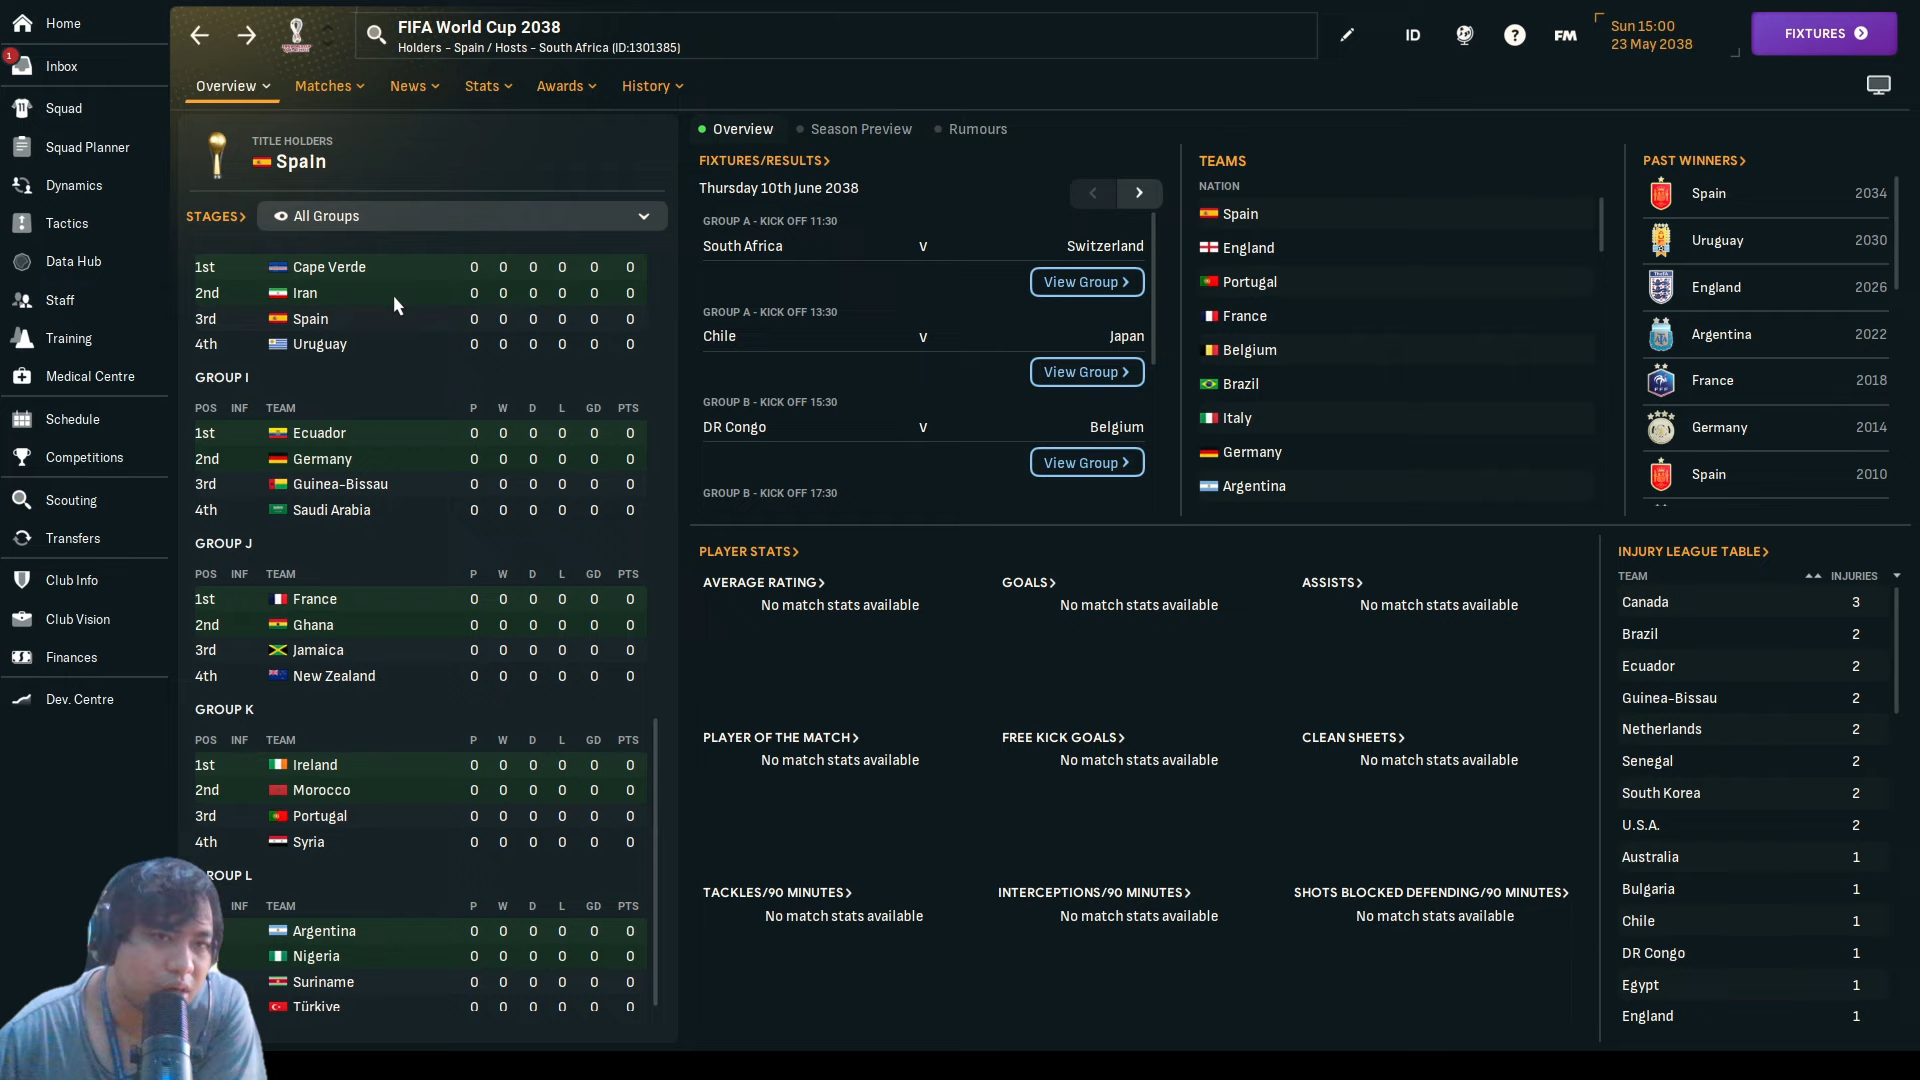 Home
1
Inbox
Squad
Squad Planner
Dynamics
Tactics
Data Hub
Staff
Training
Medical Centre
Schedule
Competitions
Scouting
Transfers
Club Info
Club Vision
Finances
Dev. Centre
FIFA World Cup 2038
Holders - Spain / Hosts - South Africa (ID:1301385)
ID
?
FM
Sun 15:00
23 May 2038
FIXTURES
Overview
Matches
News
Stats
Awards
History
TITLE HOLDERS
Spain
STAGES
All Groups
1st Cape Verde 0 0 0 0 0 0
2nd Iran 0 0 0 0 0 0
3rd Spain 0 0 0 0 0 0
4th Uruguay 0 0 0 0 0 0
GROUP I
POS INF TEAM P W D L GD PTS
1st Ecuador 0 0 0 0 0 0
2nd Germany 0 0 0 0 0 0
3rd Guinea-Bissau 0 0 0 0 0 0
4th Saudi Arabia 0 0 0 0 0 0
GROUP J
POS INF TEAM P W D L GD PTS
1st France 0 0 0 0 0 0
2nd Ghana 0 0 0 0 0 0
3rd Jamaica 0 0 0 0 0 0
4th New Zealand 0 0 0 0 0 0
GROUP K
POS INF TEAM P W D L GD PTS
1st Ireland 0 0 0 0 0 0
2nd Morocco 0 0 0 0 0 0
3rd Portugal 0 0 0 0 0 0
4th Syria 0 0 0 0 0 0
GROUP L
INF TEAM P W D L GD PTS
Argentina 0 0 0 0 0 0
Nigeria 0 0 0 0 0 0
Suriname 0 0 0 0 0 0
Türkiye 0 0 0 0 0 0
Overview
Season Preview
Rumours
FIXTURES/RESULTS
Thursday 10th June 2038
GROUP A - KICK OFF 11:30
South Africa V Switzerland
View Group
GROUP A - KICK OFF 13:30
Chile V Japan
View Group
GROUP B - KICK OFF 15:30
DR Congo V Belgium
View Group
GROUP B - KICK OFF 17:30
TEAMS
NATION
Spain
England
Portugal
France
Belgium
Brazil
Italy
Germany
Argentina
PAST WINNERS
Spain 2034
Uruguay 2030
England 2026
Argentina 2022
France 2018
Germany 2014
Spain 2010
PLAYER STATS
AVERAGE RATING
No match stats available
GOALS
No match stats available
ASSISTS
No match stats available
PLAYER OF THE MATCH
No match stats available
FREE KICK GOALS
No match stats available
CLEAN SHEETS
No match stats available
TACKLES/90 MINUTES
No match stats available
INTERCEPTIONS/90 MINUTES
No match stats available
SHOTS BLOCKED DEFENDING/90 MINUTES
No match stats available
INJURY LEAGUE TABLE
TEAM INJURIES
Canada 3
Brazil 2
Ecuador 2
Guinea-Bissau 2
Netherlands 2
Senegal 2
South Korea 2
U.S.A. 2
Australia 1
Bulgaria 1
Chile 1
DR Congo 1
Egypt 1
England 1